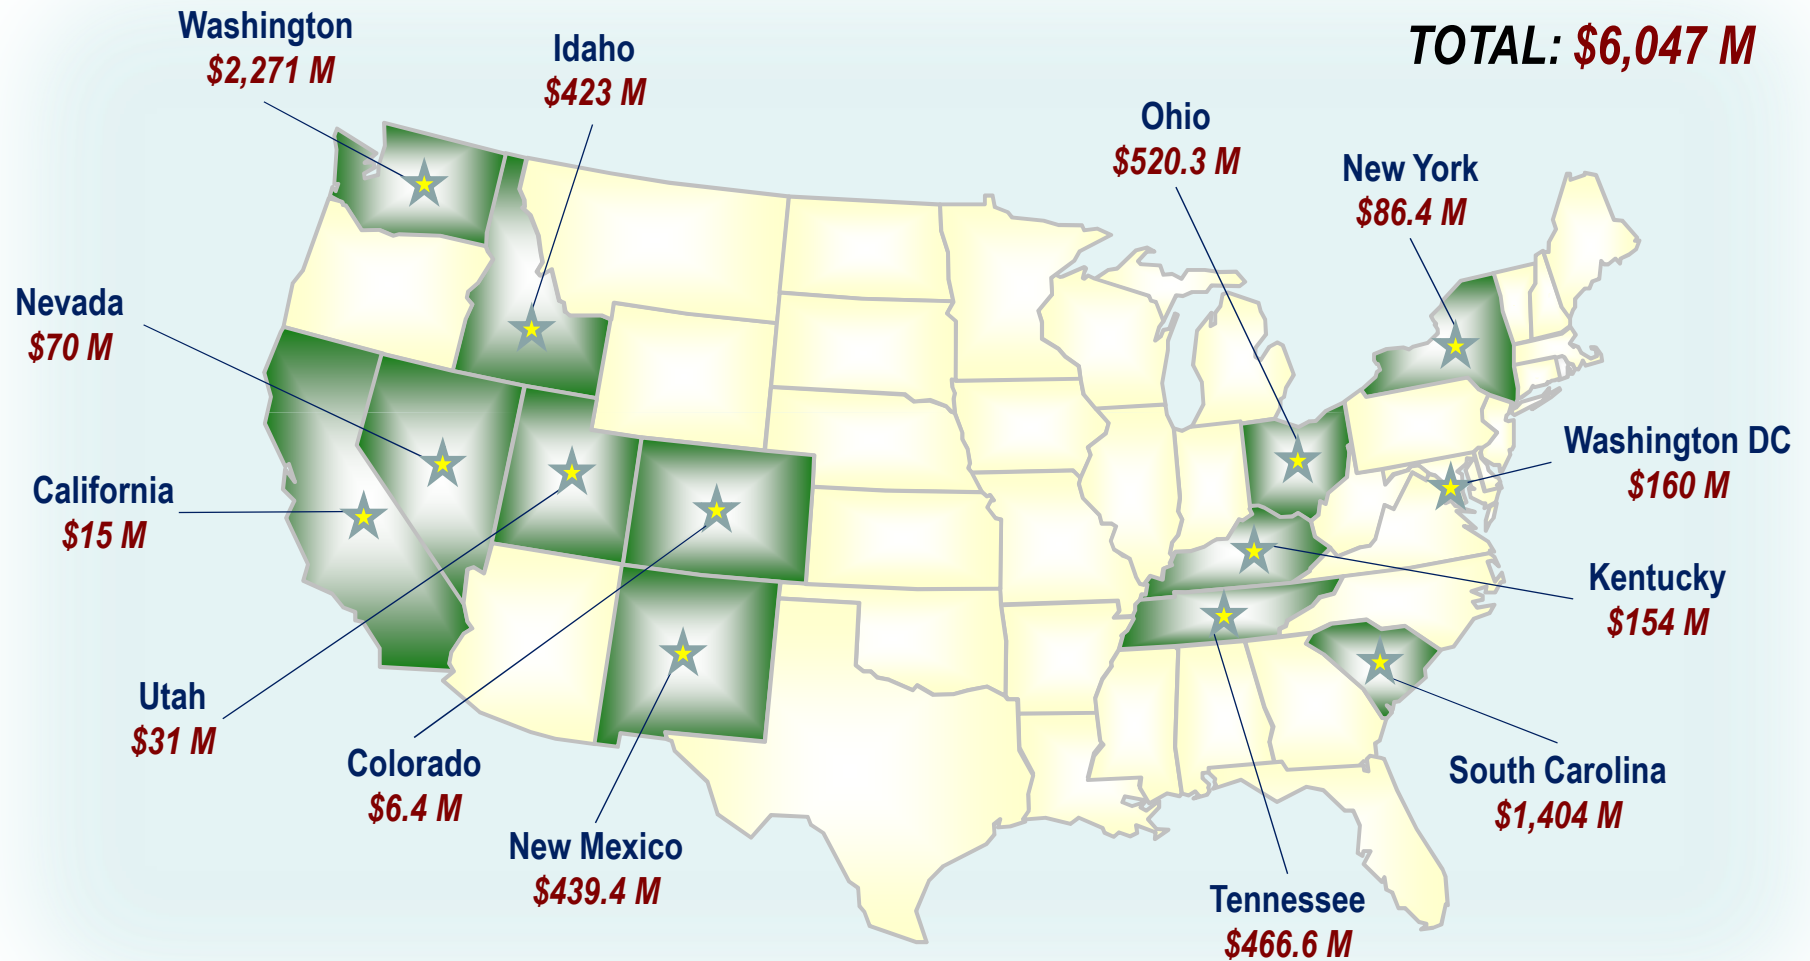 TOTAL: $6,047 M
Washington
$2,271 M
Idaho
$423 M
Ohio
$520.3 M
New York
$86.4 M
Nevada
$70 M
Washington DC
$160 M
California
$15 M
Kentucky
$154 M
Utah
$31 M
Colorado
$6.4 M
South Carolina
$1,404 M
New Mexico
$439.4 M
Tennessee
$466.6 M